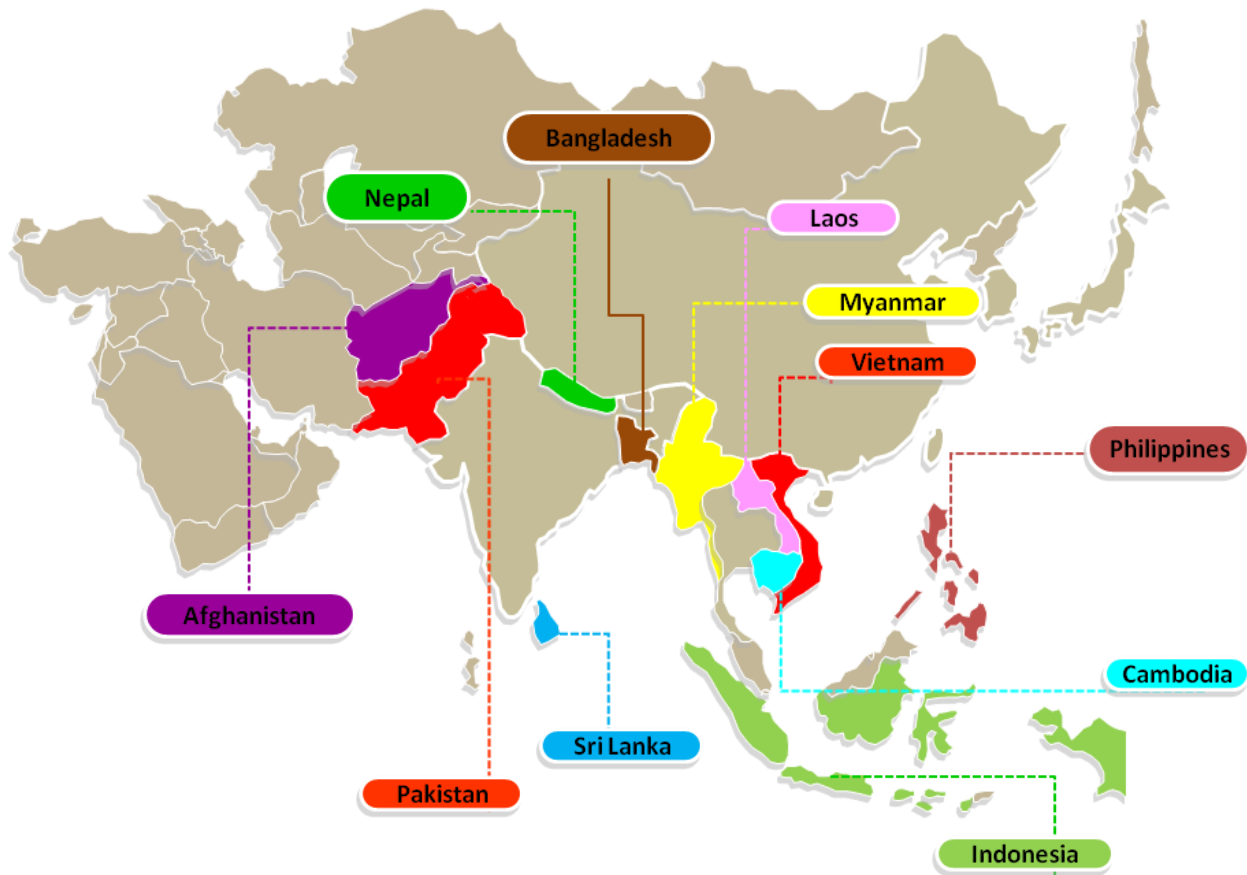 Bangladesh
Nepal
Laos
Myanmar
Vietnam
Philippines
Afghanistan
Cambodia
Sri Lanka
Pakistan
Indonesia